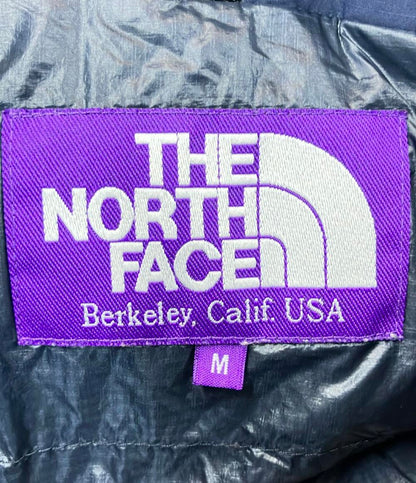 THE
NORTH
FACE
Berkeley, Calif. USA
M